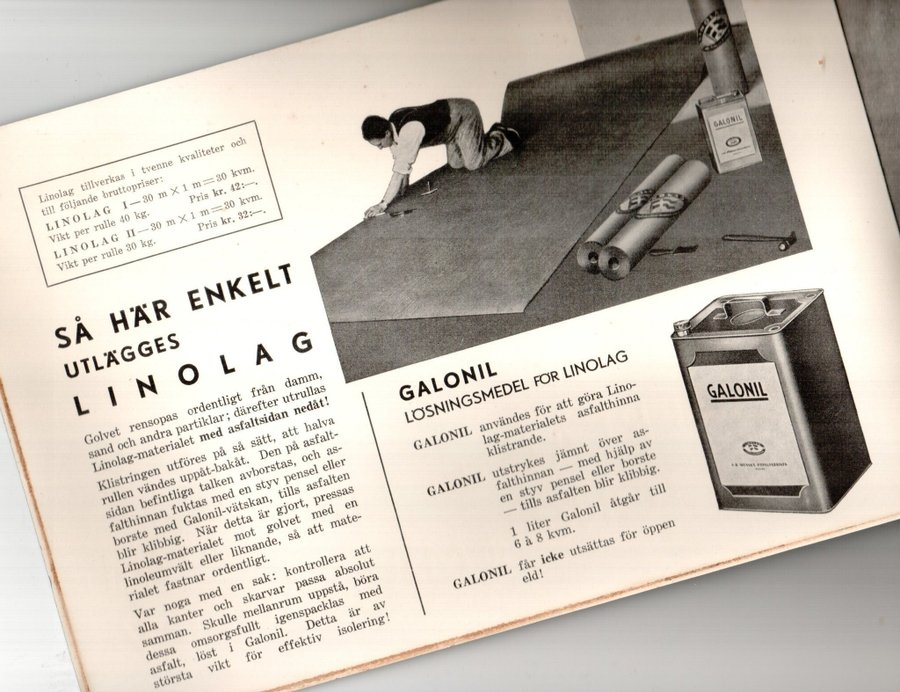 Linolag tillverkas i tvenne kvaliteter och
till följande bruttopriser:
LINOLAG I—30 m × 1 m = 30 kvm.
Vikt per rulle 40 kg. Pris kr. 42:—.
LINOLAG II—30 m × 1 m = 30 kvm.
Vikt per rulle 30 kg. Pris kr. 32:—.
SÅ HÄR ENKELT
UTLÄGGES
LINOLAG
Golvet rensopas ordentligt från damm,
sand och andra partiklar; därefter utrullas
Linolag-materialet med asfaltsidan nedåt!
Klistringen utföres på så sätt, att halva
rullen vändes uppåt-bakåt. Den på asfalt-
sidan befintliga talken avborstas, och as-
falthinnan fuktas med en styv pensel eller
borste med Galonil-vätskan, tills asfalten
blir klibbig. När detta är gjort, pressas
Linolag-materialet mot golvet med en
linoleumvält eller liknande, så att mate-
rialet fastnar ordentligt.
Var noga med en sak: kontrollera att
alla kanter och skarvar passa absolut
samman. Skulle mellanrum uppstå, böra
dessa omsorgsfullt igenspacklas med
asfalt, löst i Galonil. Detta är av
största vikt för effektiv isolering!
GALONIL
GALONIL
LÖSNINGSMEDEL FÖR LINOLAG
GALONIL användes för att göra Lino-
lag-materialets asfalthinna
klistrande.
GALONIL utstrykes jämnt över as-
falthinnan — med hjälp av
en styv pensel eller borste
— tills asfalten blir klibbig.
1 liter Galonil åtgår till
6 à 8 kvm.
GALONIL får icke utsättas för öppen
eld!
GALONIL